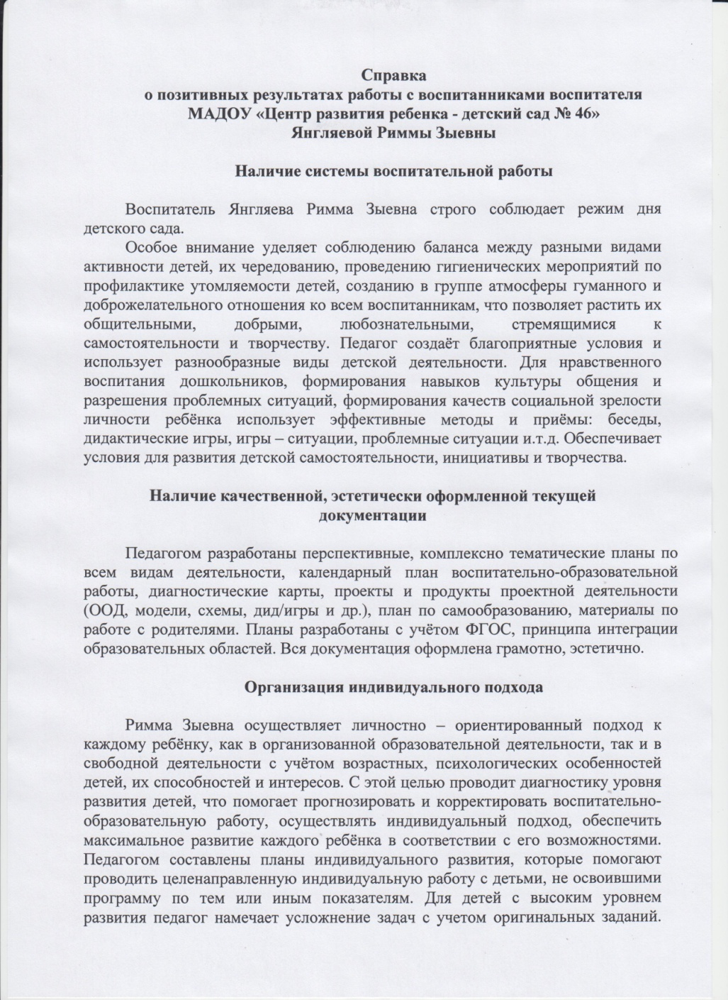 Справка
о позитивных результатах работы с воспитанниками воспитателя
МАДОУ «Центр развития ребенка - детский сад № 46»
Янгляевой Риммы Зыевны
Наличие системы воспитательной работы
Воспитатель Янгляева Римма Зыевна строго соблюдает режим дня
детского сада.
Особое внимание уделяет соблюдению баланса между разными видами
активности детей, их чередованию, проведению гигиенических мероприятий по
профилактике утомляемости детей, созданию в группе атмосферы гуманного и
доброжелательного отношения ко всем воспитанникам, что позволяет растить их
общительными, добрыми, любознательными, стремящимися к
самостоятельности и творчеству. Педагог создаёт благоприятные условия и
использует разнообразные виды детской деятельности. Для нравственного
воспитания дошкольников, формирования навыков культуры общения и
разрешения проблемных ситуаций, формирования качеств социальной зрелости
личности ребёнка использует эффективные методы и приёмы: беседы,
дидактические игры, игры – ситуации, проблемные ситуации и.т.д. Обеспечивает
условия для развития детской самостоятельности, инициативы и творчества.
Наличие качественной, эстетически оформленной текущей
документации
Педагогом разработаны перспективные, комплексно тематические планы по
всем видам деятельности, календарный план воспитательно-образовательной
работы, диагностические карты, проекты и продукты проектной деятельности
(ООД, модели, схемы, дид/игры и др.), план по самообразованию, материалы по
работе с родителями. Планы разработаны с учётом ФГОС, принципа интеграции
образовательных областей. Вся документация оформлена грамотно, эстетично.
Организация индивидуального подхода
Римма Зыевна осуществляет личностно – ориентированный подход к
каждому ребёнку, как в организованной образовательной деятельности, так и в
свободной деятельности с учётом возрастных, психологических особенностей
детей, их способностей и интересов. С этой целью проводит диагностику уровня
развития детей, что помогает прогнозировать и корректировать воспитательно-
образовательную работу, осуществлять индивидуальный подход, обеспечить
максимальное развитие каждого ребёнка в соответствии с его возможностями.
Педагогом составлены планы индивидуального развития, которые помогают
проводить целенаправленную индивидуальную работу с детьми, не освоившими
программу по тем или иным показателям. Для детей с высоким уровнем
развития педагог намечает усложнение задач с учетом оригинальных заданий.